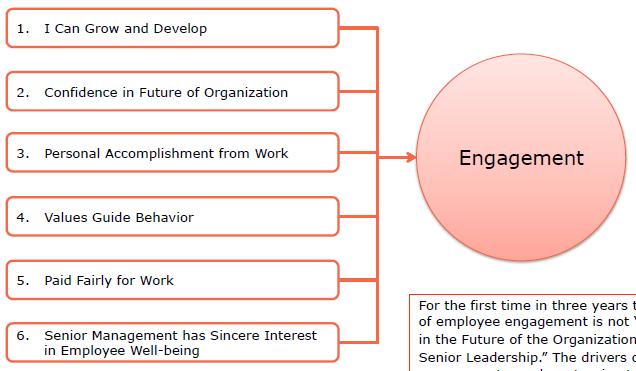 1. I Can Grow and Develop
2. Confidence in Future of Organization
3. Personal Accomplishment from Work
4. Values Guide Behavior
5. Paid Fairly for Work
6. Senior Management has Sincere Interest
in Employee Well-being
Engagement
For the first time in three years
of employee engagement is not
in the Future of the Organization
Senior Leadership.” The drivers